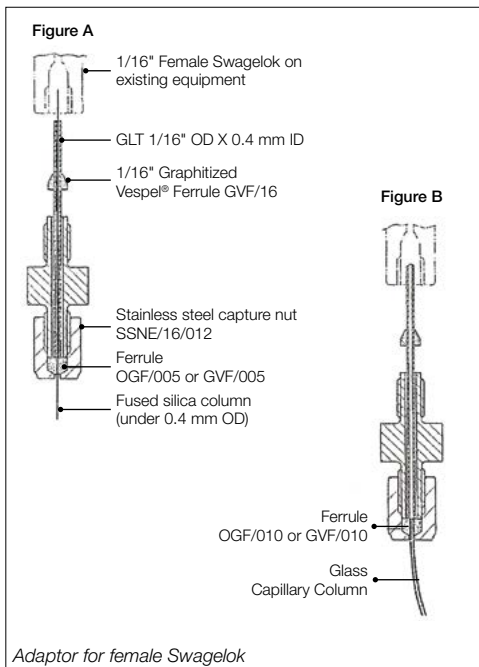 Figure A
1/16" Female Swagelok on
existing equipment
GLT 1/16" OD X 0.4 mm ID
1/16" Graphitized
Vespel® Ferrule GVF/16
Stainless steel capture nut
SSNE/16/012
Ferrule
OGF/005 or GVF/005
Fused silica column
(under 0.4 mm OD)
Figure B
Ferrule
OGF/010 or GVF/010
Glass
Capillary Column
Adaptor for female Swagelok